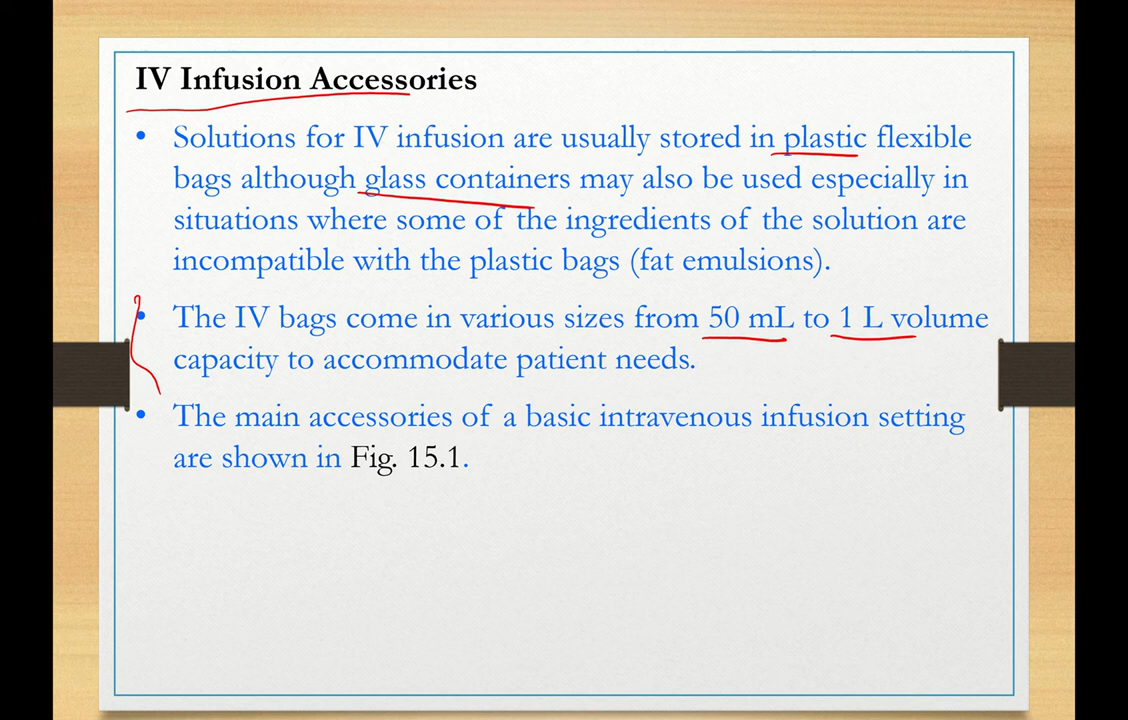 IV Infusion Accessories
• Solutions for IV infusion are usually stored in plastic flexible
bags although glass containers may also be used especially in
situations where some of the ingredients of the solution are
incompatible with the plastic bags (fat emulsions).
• The IV bags come in various sizes from 50 mL to 1 L volume
capacity to accommodate patient needs.
• The main accessories of a basic intravenous infusion setting
are shown in Fig. 15.1.